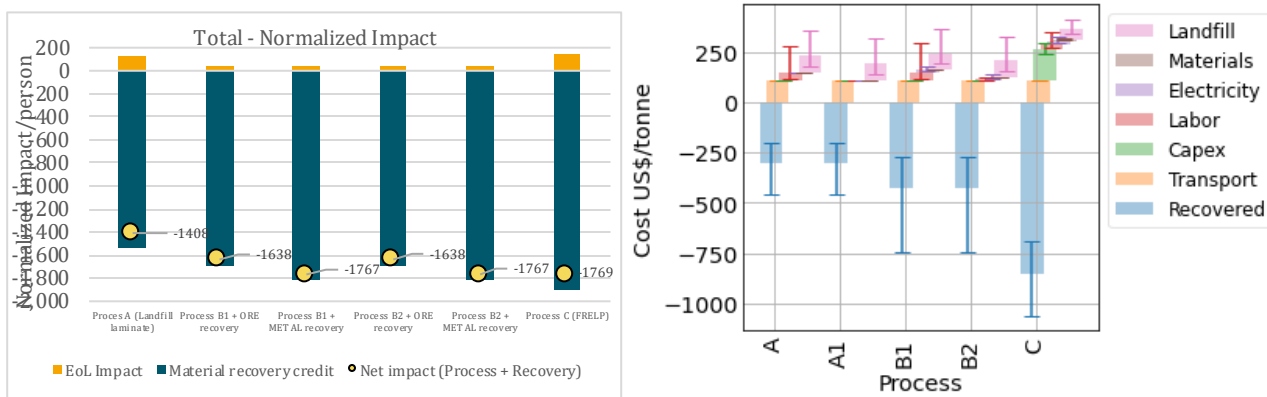 Total - Normalized Impact
Normalized Impact/person
200
0
200
400
600
800
1000
1200
-1400
-1600
-1800
-2000
-1408
-1638
-1767
-1638
-1767
-1769
Proces A (Landfill
laminate)
Process B1 + ORE
recovery
Process B1 +
METAL recovery
Process B2 + ORE
recovery
Process B2 +
METAL recovery
Process C (FRELP)
EoL Impact
Material recovery credit
Net impact (Process + Recovery)
Cost US$/tonne
250
0
−250
−500
−750
−1000
A
A1
B1
B2
C
Process
Landfill
Materials
Electricity
Labor
Capex
Transport
Recovered